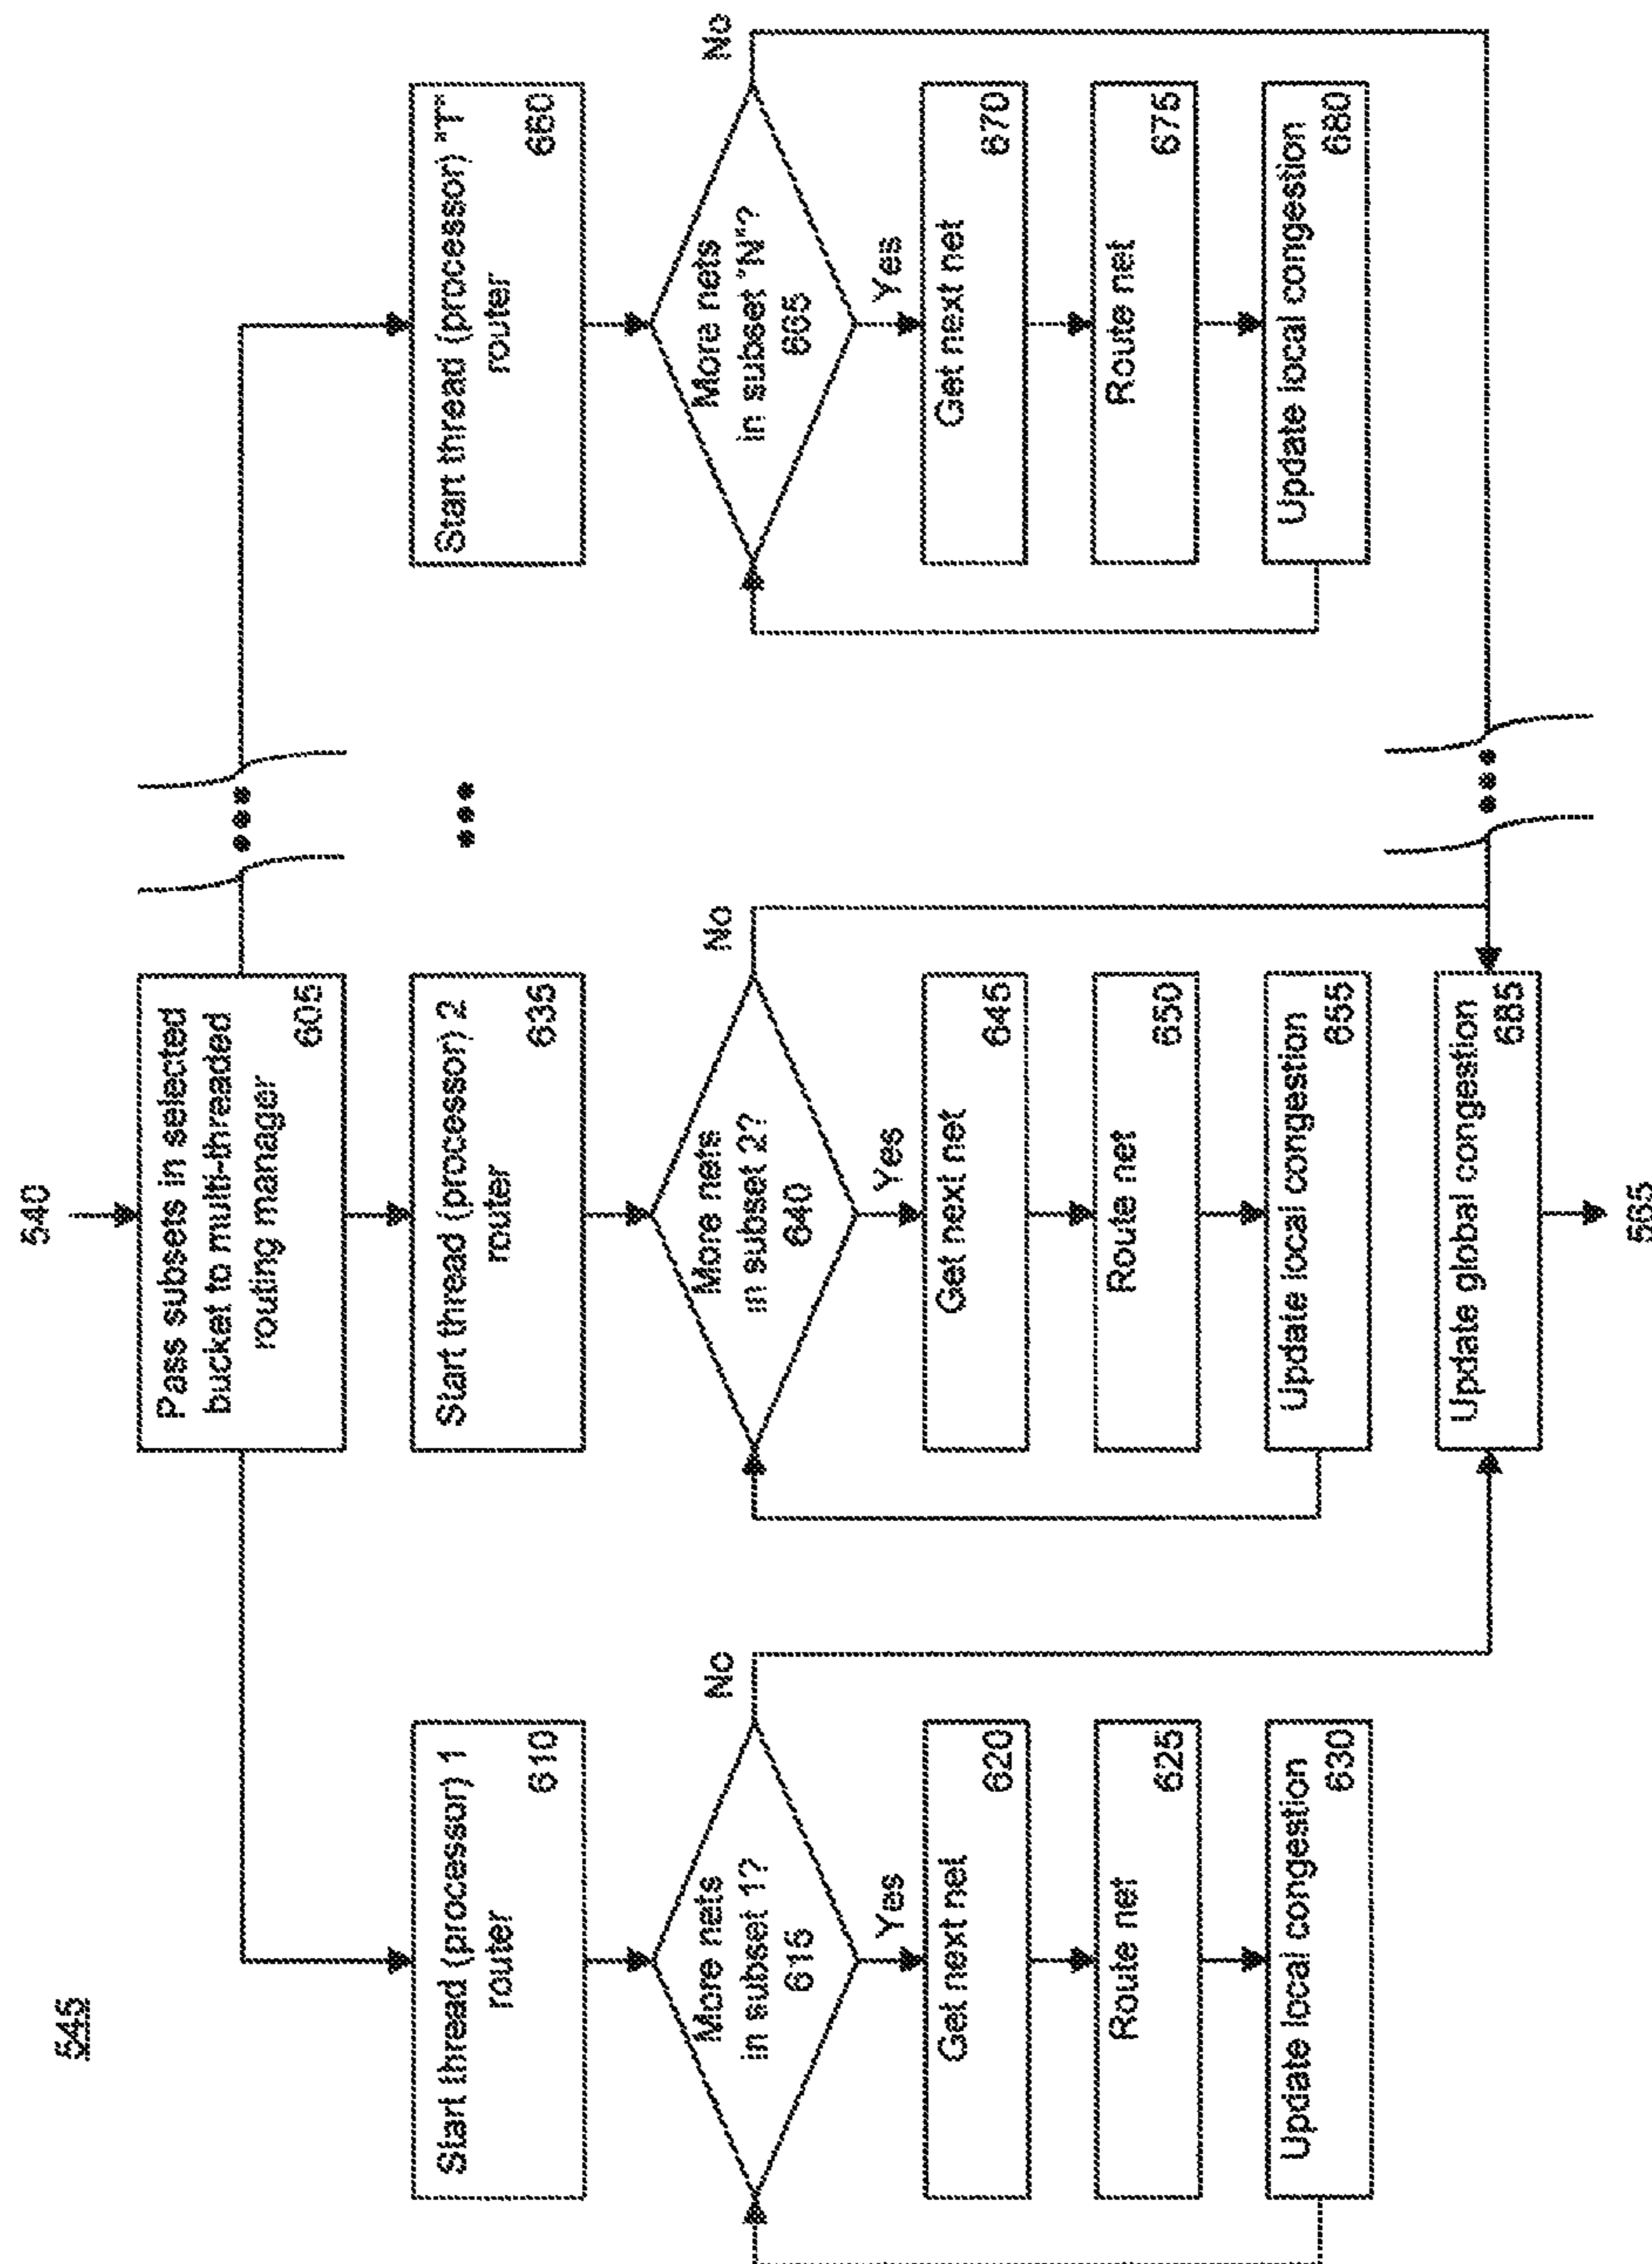 545
540
Pass subsets in selected
bucket to multi-threaded
routing manager
605
Start thread (processor) 1
router
610
More nets
in subset 1?
615
No
Yes
Get next net
620
Route net
625
Update local congestion
630
Start thread (processor) 2
router
635
More nets
in subset 2?
640
No
Yes
Get next net
645
Route net
650
Update local congestion
655
Start thread (processor) "T"
router
660
More nets
in subset "N"?
665
No
Yes
Get next net
670
Route net
675
Update local congestion
680
Update global congestion
685
565